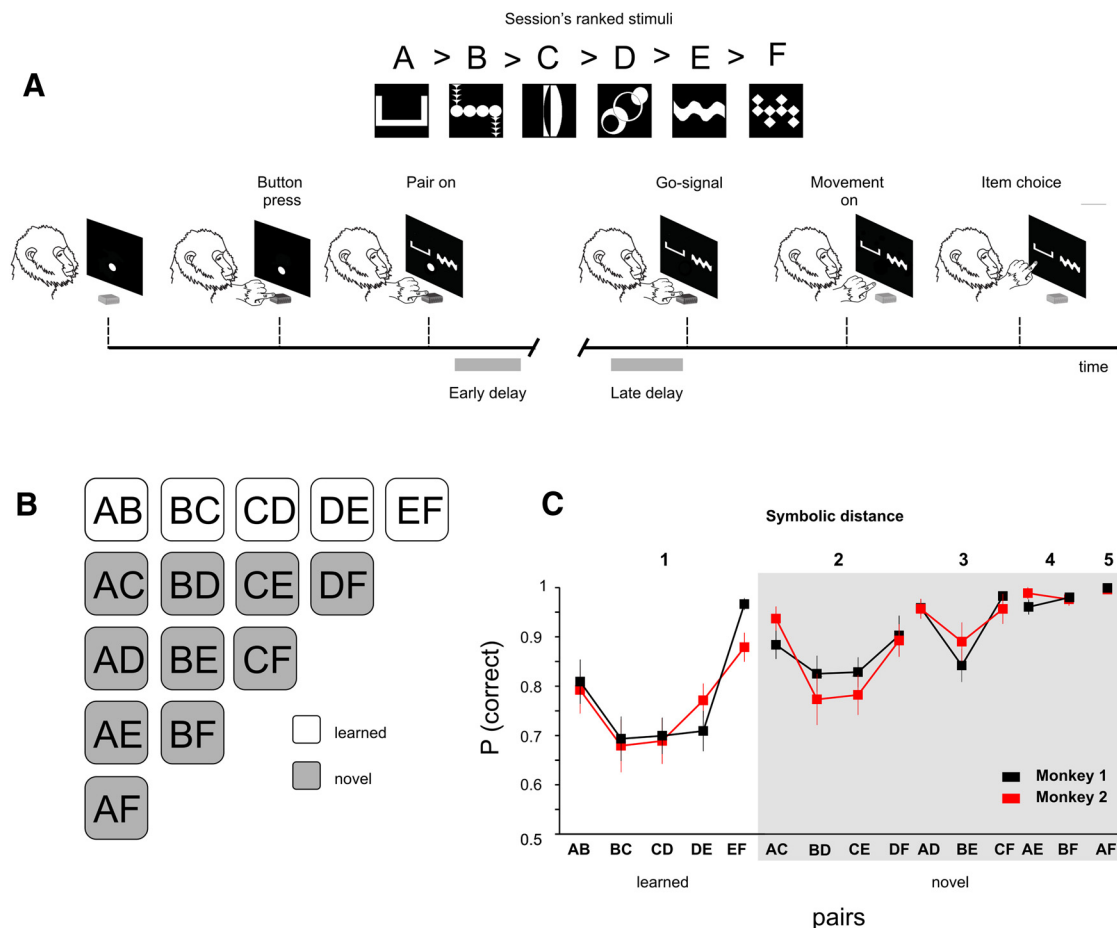 Session's ranked stimuli
A > B > C > D > E > F
A
Button press
Pair on
Go-signal
Movement on
Item choice
time
Early delay
Late delay
B
AB BC CD DE EF
AC BD CE DF
AD BE CF
AE BF
AF
learned
novel
C
Symbolic distance
1 2 3 4 5
P (correct)
1
0.9
0.8
0.7
0.6
0.5
Monkey 1
Monkey 2
AB BC CD DE EF AC BD CE DF AD BE CF AE BF AF
learned novel
pairs